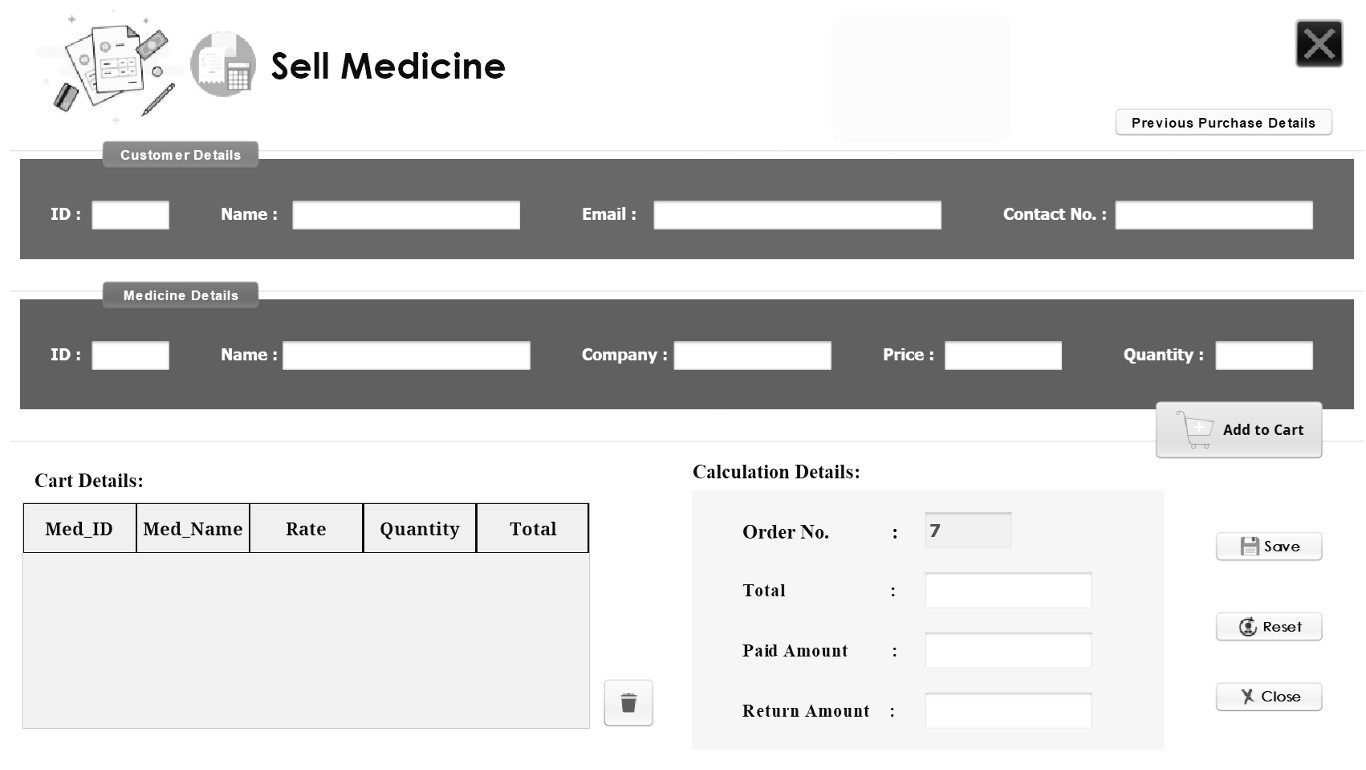 Sell Medicine
Previous Purchase Details
Customer Details
ID :
Name :
Email :
Contact No. :
Medicine Details
ID :
Name :
Company :
Price :
Quantity :
Add to Cart
Cart Details:
Med_ID Med_Name Rate Quantity Total
Calculation Details:
Order No. : 7
Total :
Paid Amount :
Return Amount :
Save
Reset
Close